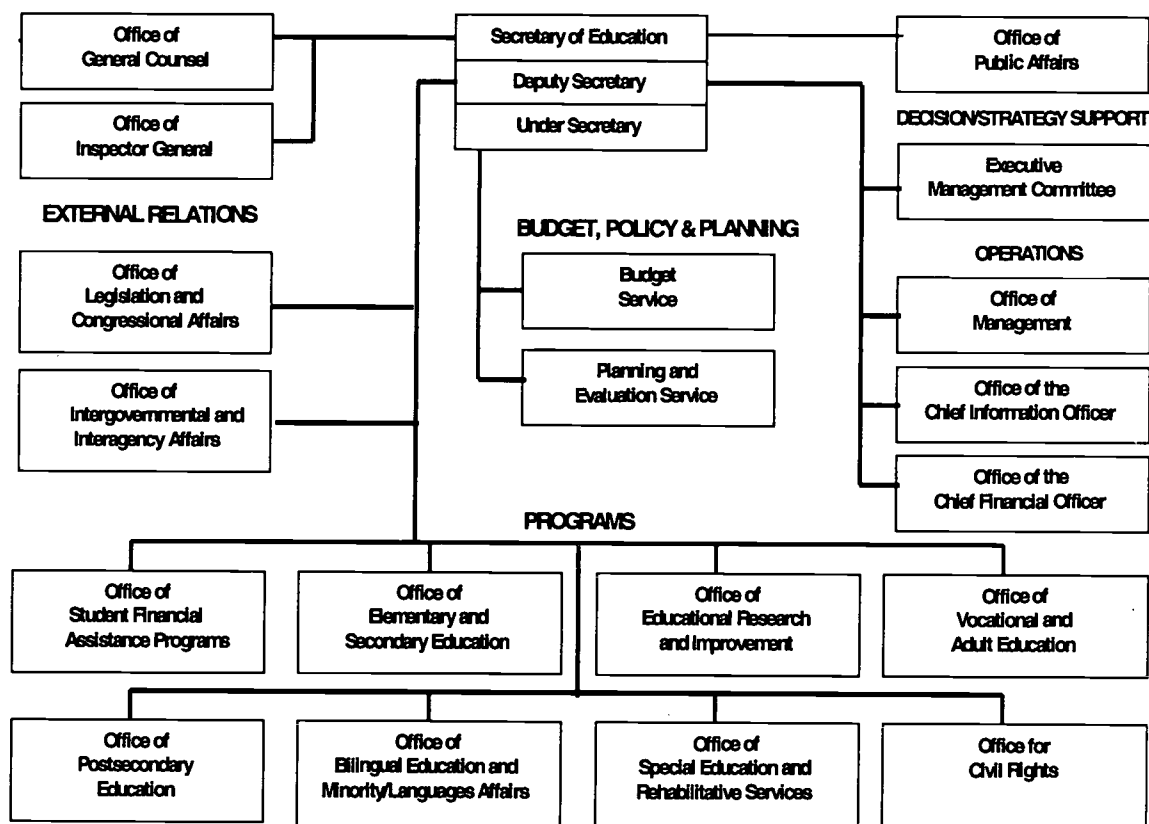 Office of
General Counsel
Secretary of Education
Office of
Public Affairs
Deputy Secretary
Under Secretary
Office of
Inspector General
DECISION/STRATEGY SUPPORT
Executive
Management Committee
EXTERNAL RELATIONS
BUDGET, POLICY & PLANNING
OPERATIONS
Office of
Legislation and
Congressional Affairs
Budget
Service
Office of
Management
Office of
Intergovernmental and
Interagency Affairs
Planning and
Evaluation Service
Office of the
Chief Information Officer
Office of the
Chief Financial Officer
PROGRAMS
Office of
Student Financial
Assistance Programs
Office of
Elementary and
Secondary Education
Office of
Educational Research
and Improvement
Office of
Vocational and
Adult Education
Office of
Postsecondary
Education
Office of
Bilingual Education and
Minority/Languages Affairs
Office of
Special Education and
Rehabilitative Services
Office for
Civil Rights